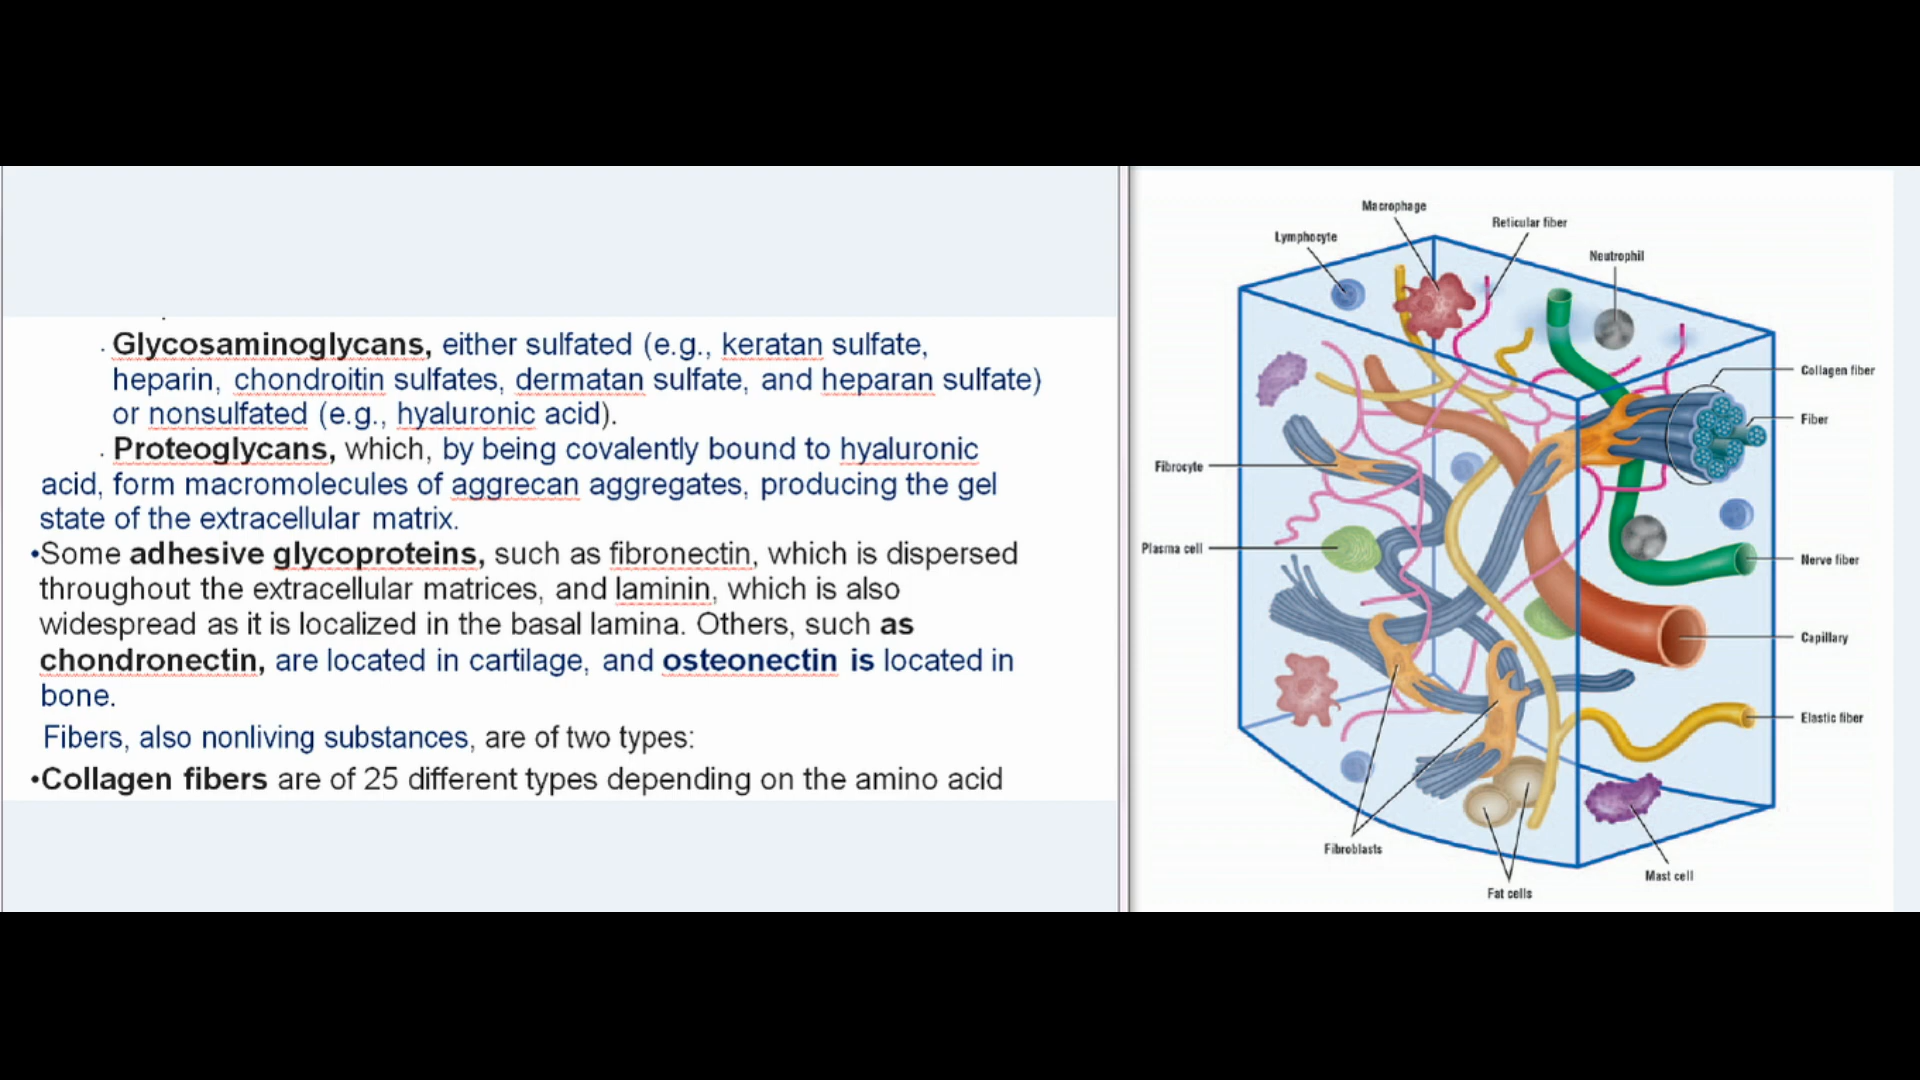 Glycosaminoglycans, either sulfated (e.g., keratan sulfate,
heparin, chondroitin sulfates, dermatan sulfate, and heparan sulfate)
or nonsulfated (e.g., hyaluronic acid).
Proteoglycans, which, by being covalently bound to hyaluronic
acid, form macromolecules of aggrecan aggregates, producing the gel
state of the extracellular matrix.
•Some adhesive glycoproteins, such as fibronectin, which is dispersed
throughout the extracellular matrices, and laminin, which is also
widespread as it is localized in the basal lamina. Others, such as
chondronectin, are located in cartilage, and osteonectin is located in
bone.
Fibers, also nonliving substances, are of two types:
•Collagen fibers are of 25 different types depending on the amino acid
Macrophage
Reticular fiber
Lymphocyte
Neutrophil
Collagen fiber
Fiber
Fibrocyte
Plasma cell
Nerve fiber
Capillary
Elastic fiber
Fibroblasts
Mast cell
Fat cells